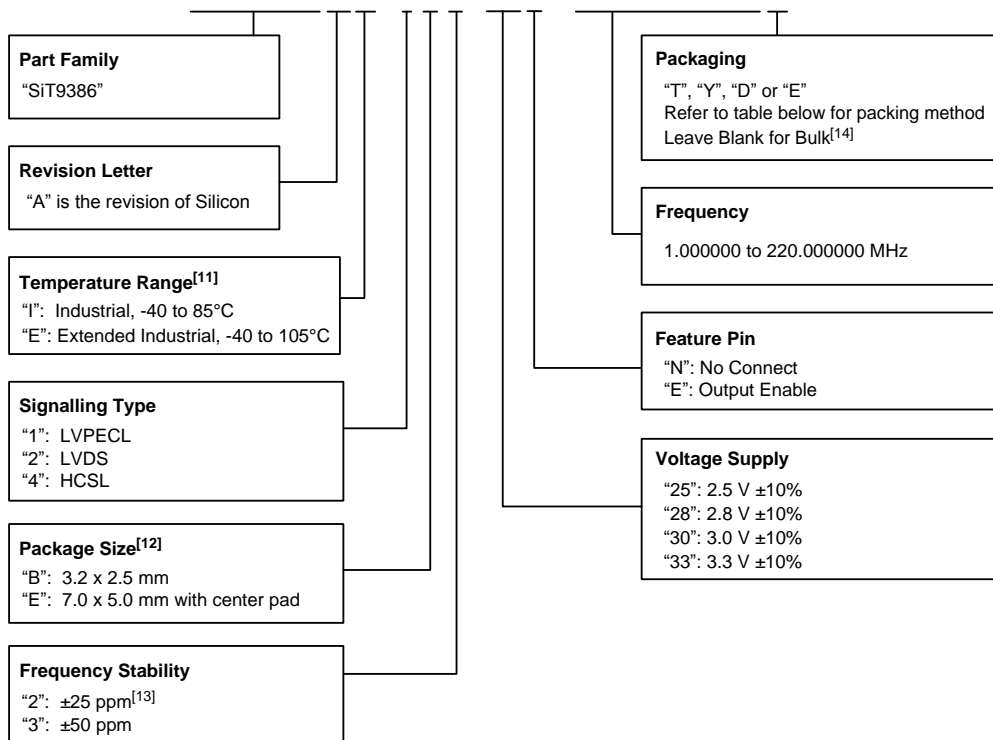 Part Family
“SiT9386”
Revision Letter
“A” is the revision of Silicon
Temperature Range[11]
“I”: Industrial, -40 to 85°C
“E”: Extended Industrial, -40 to 105°C
Signalling Type
“1”: LVPECL
“2”: LVDS
“4”: HCSL
Package Size[12]
“B”: 3.2 x 2.5 mm
“E”: 7.0 x 5.0 mm with center pad
Frequency Stability
“2”: ±25 ppm[13]
“3”: ±50 ppm
Packaging
“T”, “Y”, “D” or “E”
Refer to table below for packing method
Leave Blank for Bulk[14]
Frequency
1.000000 to 220.000000 MHz
Feature Pin
“N”: No Connect
“E”: Output Enable
Voltage Supply
“25”: 2.5 V ±10%
“28”: 2.8 V ±10%
“30”: 3.0 V ±10%
“33”: 3.3 V ±10%